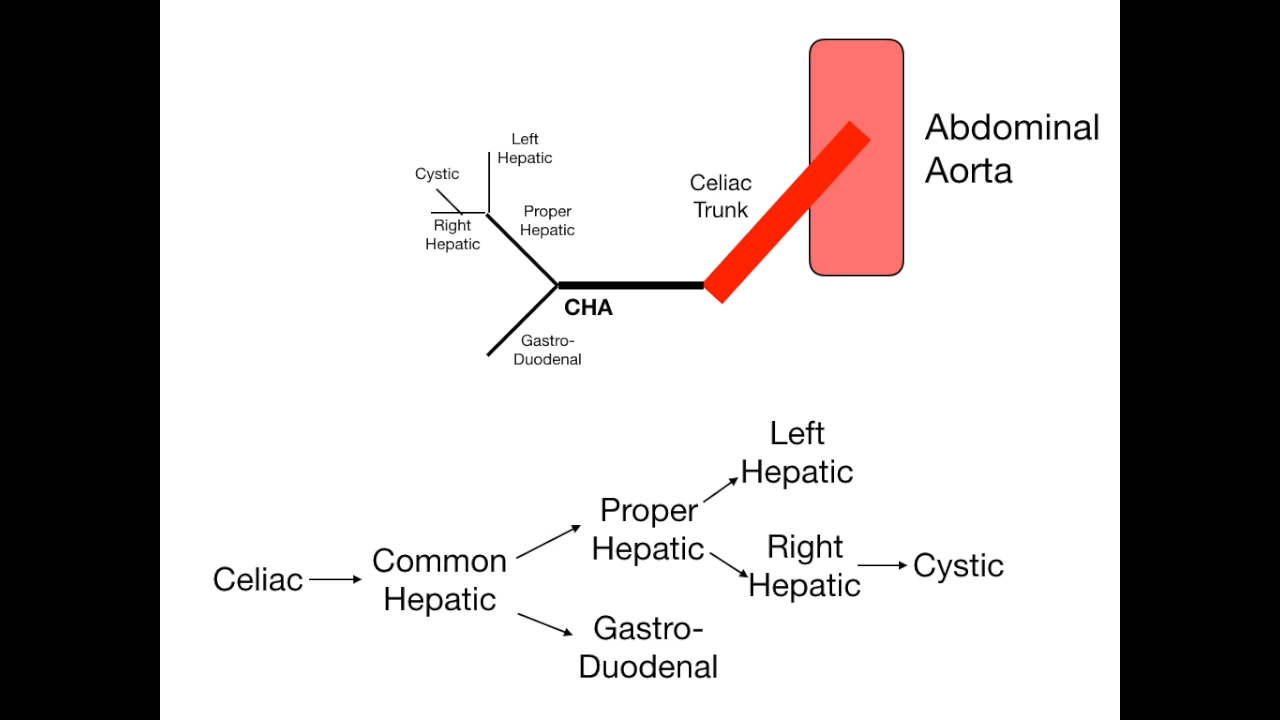 Abdominal
Aorta
Left
Hepatic
Cystic
Celiac
Trunk
Proper
Hepatic
Right
Hepatic
CHA
Gastro-
Duodenal
Left
Hepatic
Proper
Hepatic
Right
Hepatic
Cystic
Common
Hepatic
Celiac
Gastro-
Duodenal